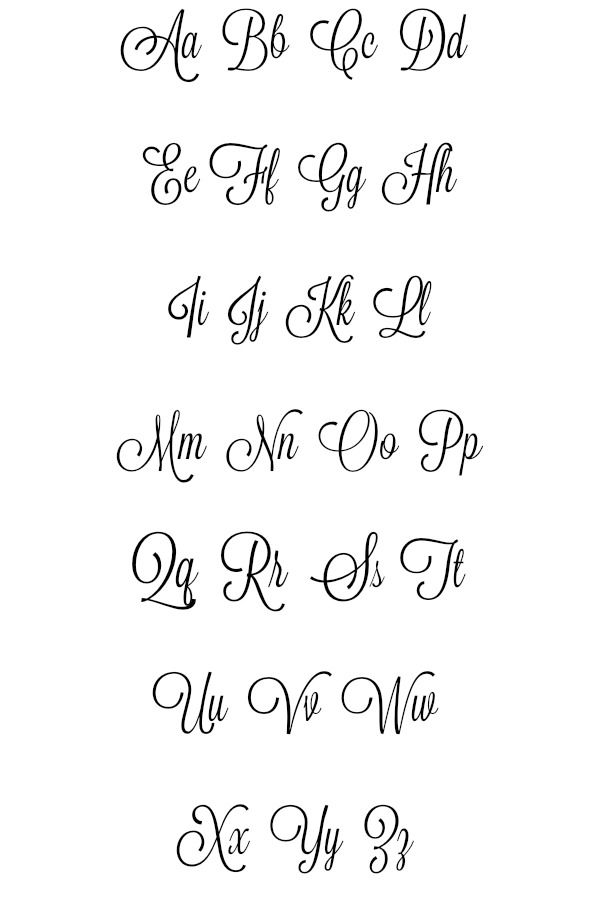 Aa Bb Cc Dd
Ee Ff Gg Hh
Ii Jj Kk Ll
Mm Nn Oo Pp
Qq Rr Ss Tt
Uu Vv Ww
Xx Yy Zz